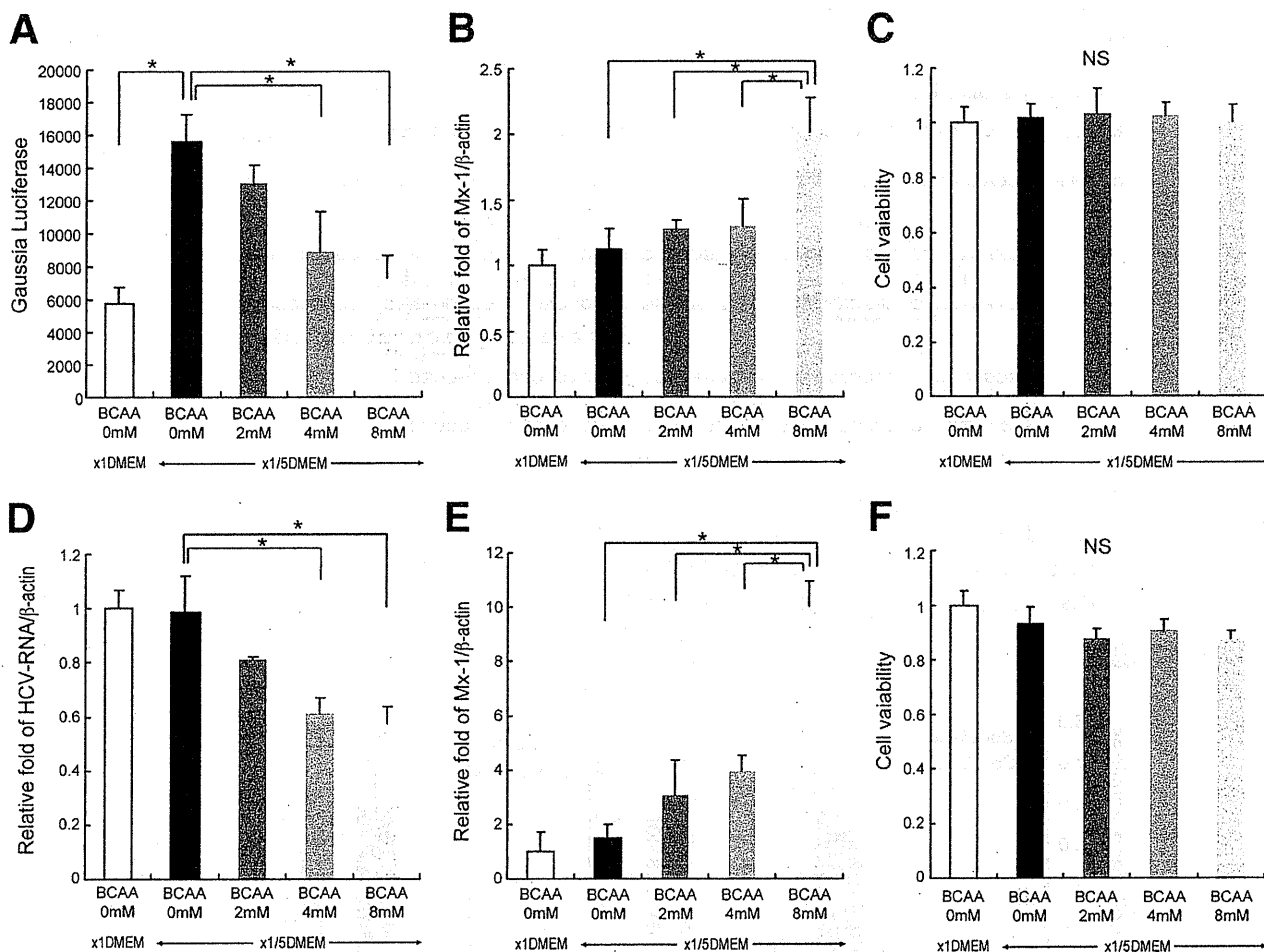 A
*
*
*
Gaussia Luciferase
20000
18000
16000
14000
12000
10000
8000
6000
4000
2000
0
BCAA BCAA BCAA BCAA BCAA
0mM 0mM 2mM 4mM 8mM
x1DMEM x1/5DMEM
B
*
*
*
Relative fold of Mx-1/β-actin
2.5
2
1.5
1
0.5
0
BCAA BCAA BCAA BCAA BCAA
0mM 0mM 2mM 4mM 8mM
x1DMEM x1/5DMEM
C
NS
Cell vaiability
1.2
1
0.8
0.6
0.4
0.2
0
BCAA BCAA BCAA BCAA BCAA
0mM 0mM 2mM 4mM 8mM
x1DMEM x1/5DMEM
D
*
*
Relative fold of HCV-RNA/β-actin
1.2
1
0.8
0.6
0.4
0.2
0
BCAA BCAA BCAA BCAA BCAA
0mM 0mM 2mM 4mM 8mM
x1DMEM x1/5DMEM
E
*
*
*
Relative fold of Mx-1/β-actin
12
10
8
6
4
2
0
BCAA BCAA BCAA BCAA BCAA
0mM 0mM 2mM 4mM 8mM
x1DMEM x1/5DMEM
F
NS
Cell vaiability
1.2
1
0.8
0.6
0.4
0.2
0
BCAA BCAA BCAA BCAA BCAA
0mM 0mM 2mM 4mM 8mM
x1DMEM x1/5DMEM